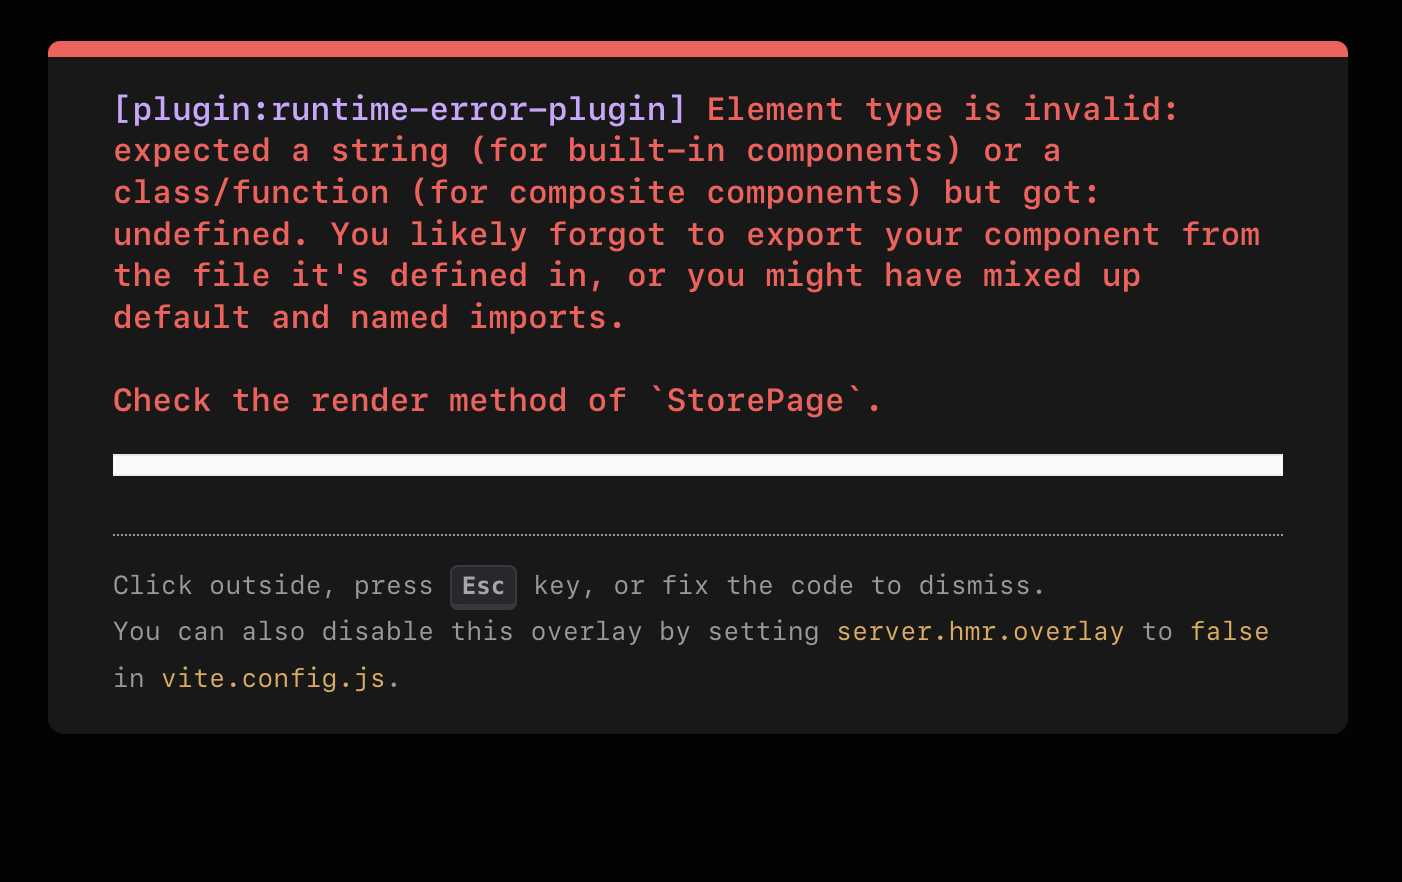 [plugin:runtime-error-plugin] Element type is invalid:
expected a string (for built-in components) or a
class/function (for composite components) but got:
undefined. You likely forgot to export your component from
the file it's defined in, or you might have mixed up
default and named imports.
Check the render method of `StorePage`.
Click outside, press Esc key, or fix the code to dismiss.
You can also disable this overlay by setting server.hmr.overlay to false
in vite.config.js.